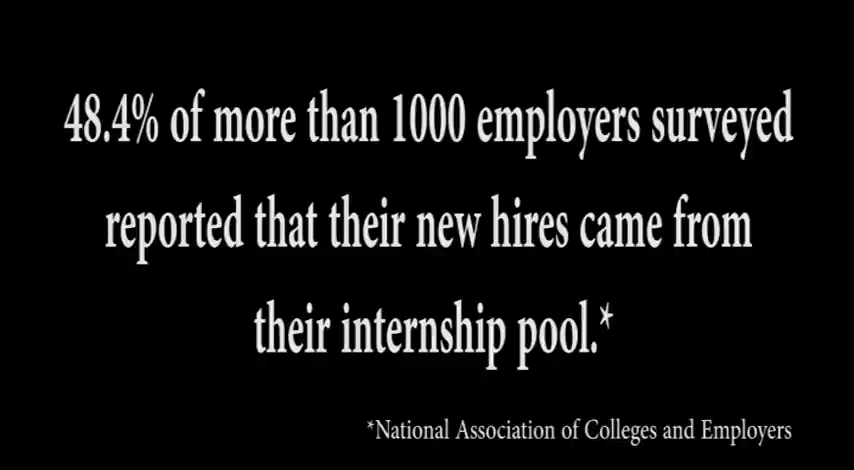 48.4% of more than 1000 employers surveyed
reported that their new hires came from
their internship pool.*
*National Association of Colleges and Employers